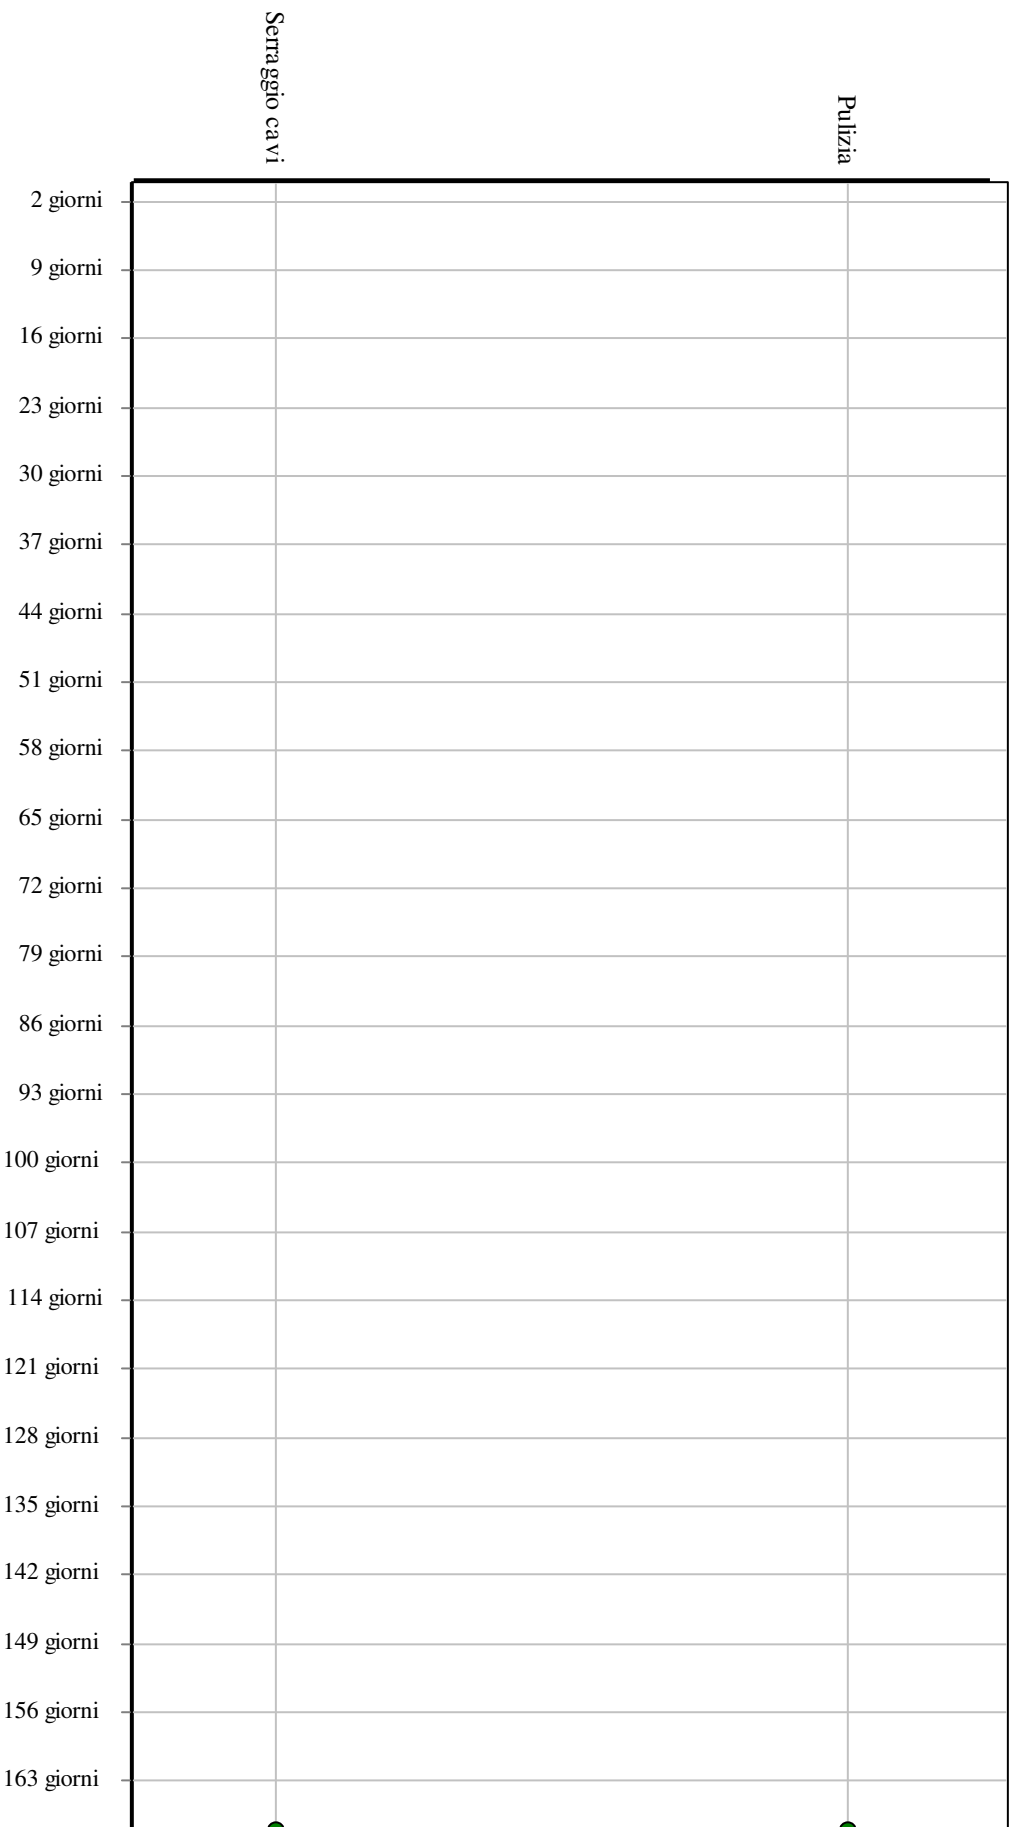 Serraggio cavi
Pulizia
2 giorni
9 giorni
16 giorni
23 giorni
30 giorni
37 giorni
44 giorni
51 giorni
58 giorni
65 giorni
72 giorni
79 giorni
86 giorni
93 giorni
100 giorni
107 giorni
114 giorni
121 giorni
128 giorni
135 giorni
142 giorni
149 giorni
156 giorni
163 giorni